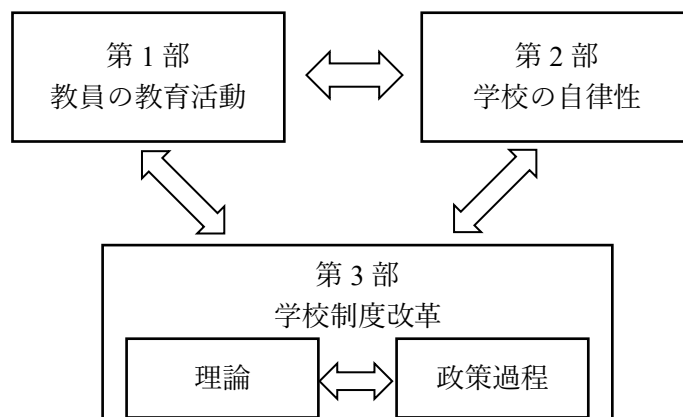 第 1 部
教員の教育活動
第 2 部
学校の自律性
第 3 部
学校制度改革
理論
政策過程